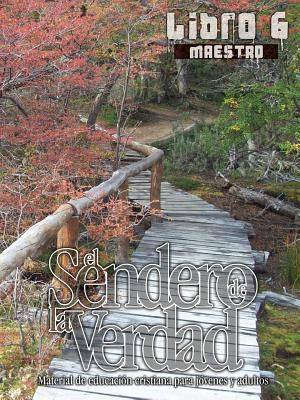 Libro 6
MAESTRO
el
Sendero de
la
Verdad
Material de educación cristiana para jóvenes y adultos